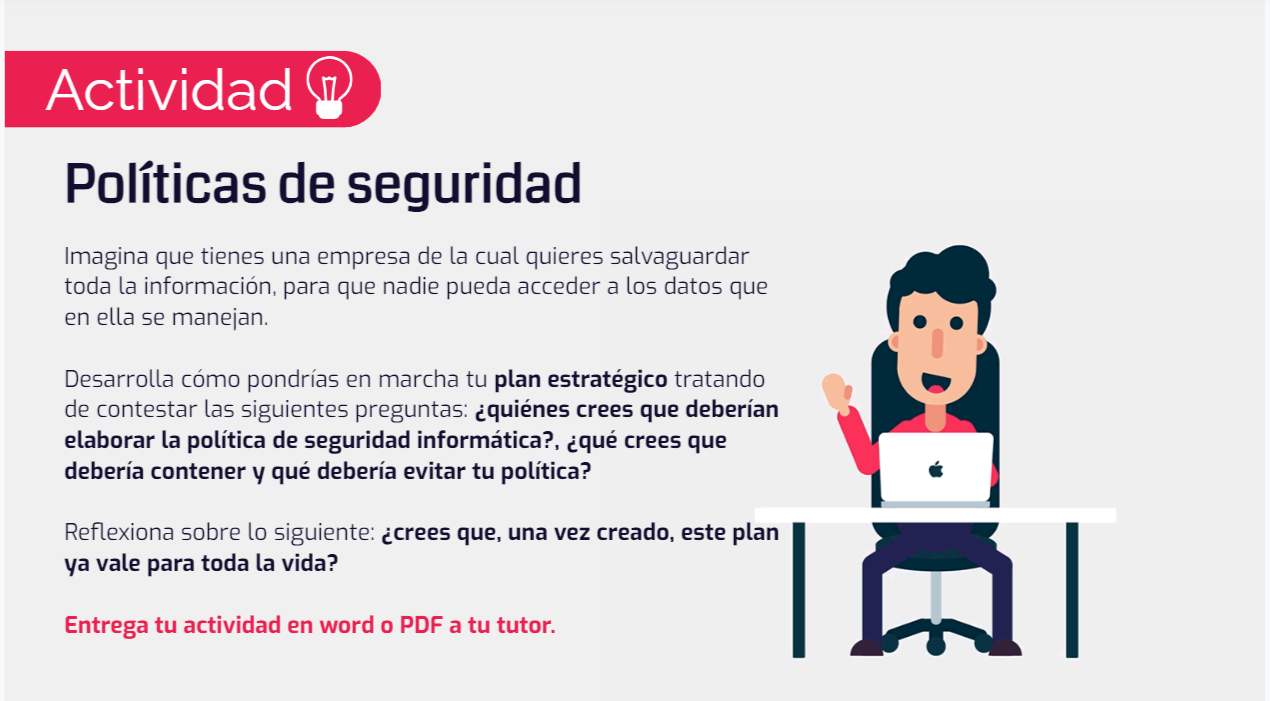 Actividad
Políticas de seguridad
Imagina que tienes una empresa de la cual quieres salvaguardar
toda la información, para que nadie pueda acceder a los datos que
en ella se manejan.
Desarrolla cómo pondrías en marcha tu plan estratégico tratando
de contestar las siguientes preguntas: ¿quiénes crees que deberían
elaborar la política de seguridad informática?, ¿qué crees que
debería contener y qué debería evitar tu política?
Reflexiona sobre lo siguiente: ¿crees que, una vez creado, este plan
ya vale para toda la vida?
Entrega tu actividad en word o PDF a tu tutor.